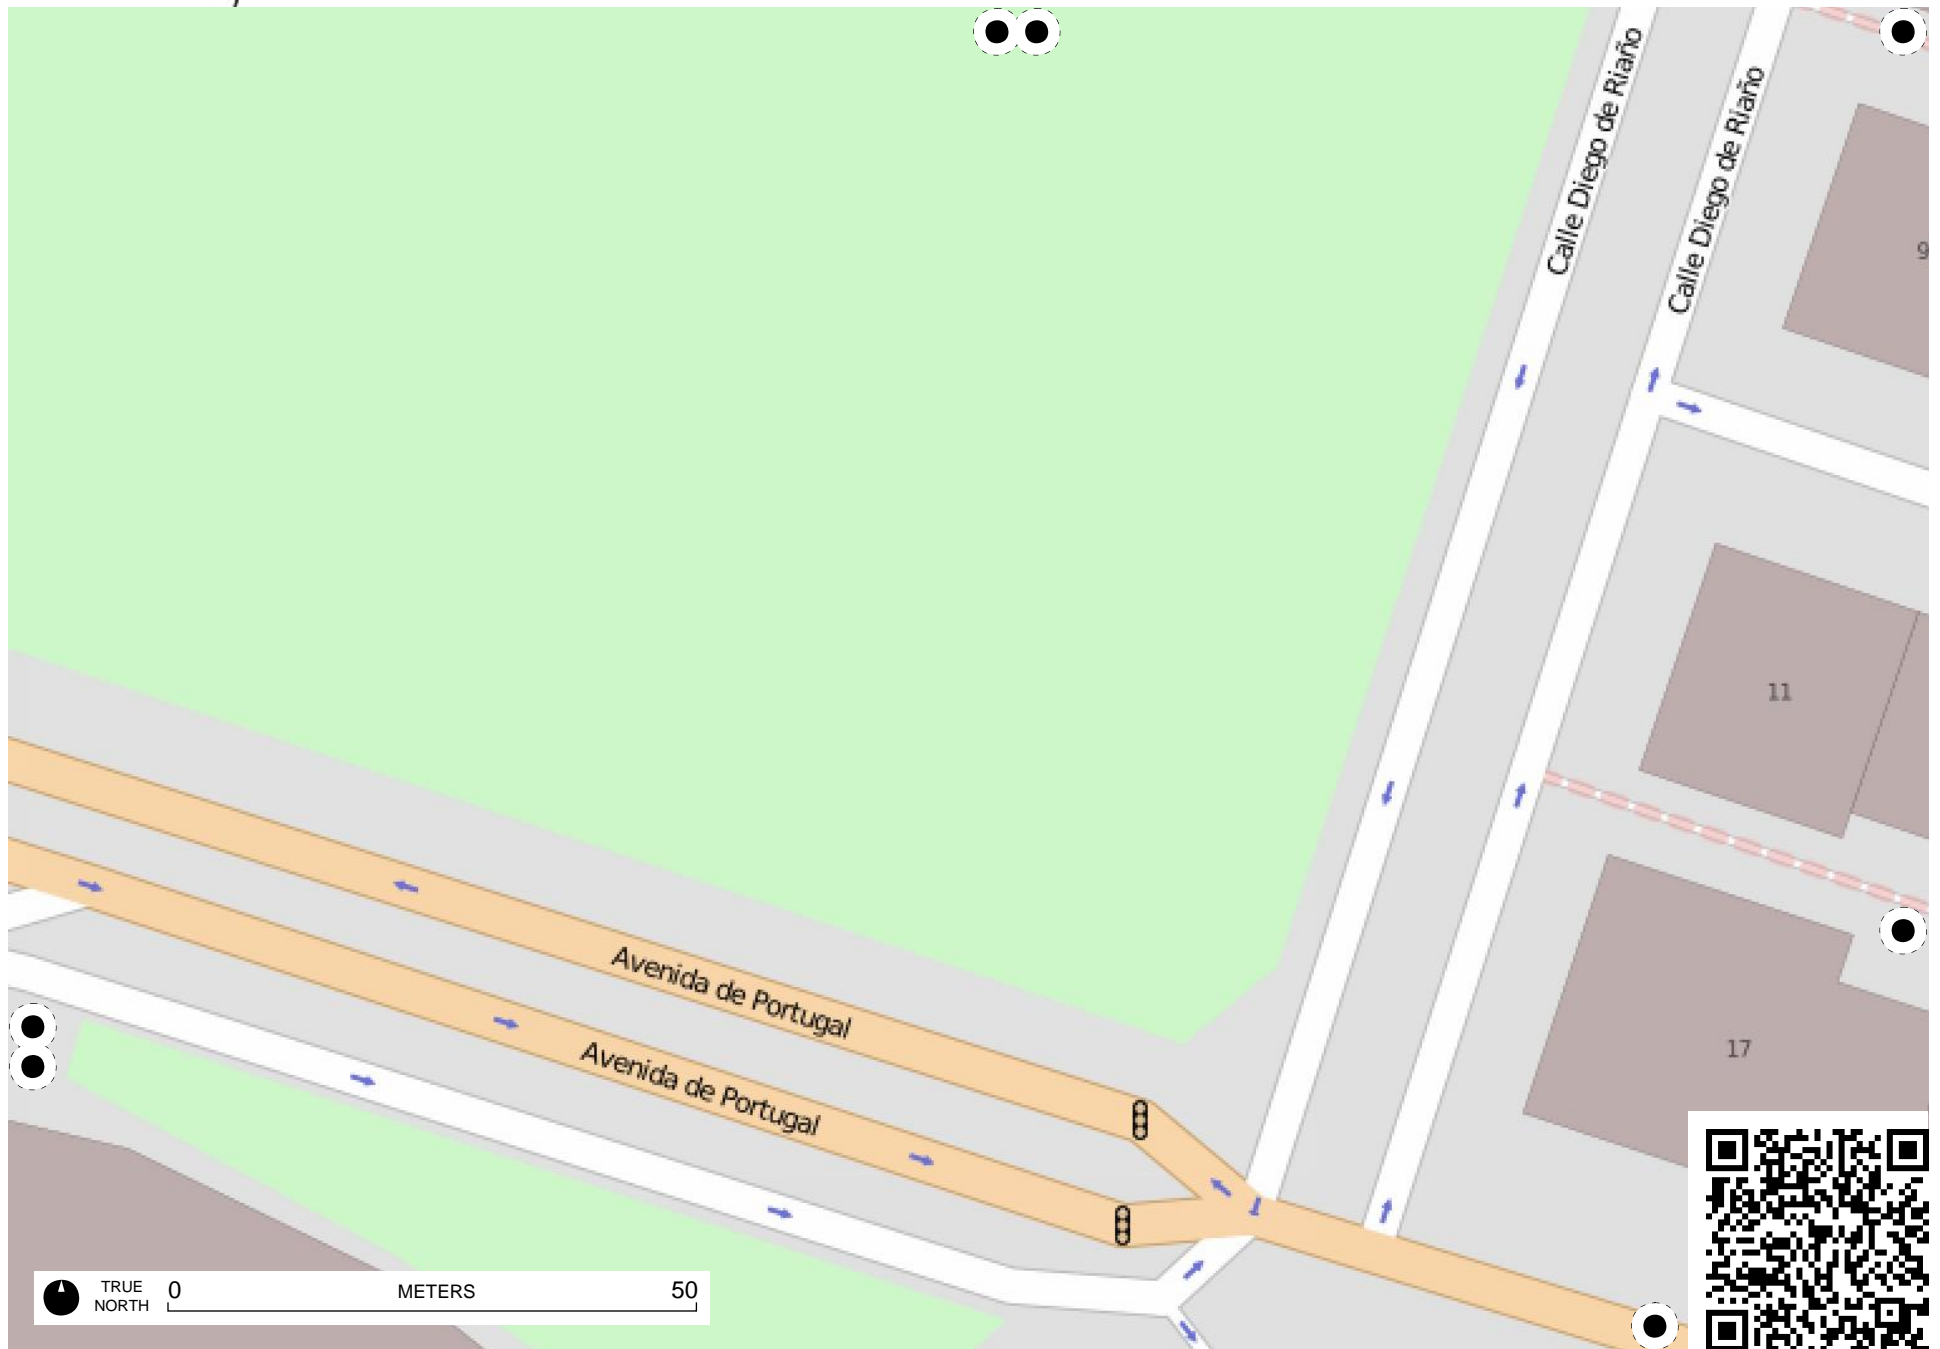 Calle Diego de Riaño
Calle Diego de Riaño
9
11
Avenida de Portugal
Avenida de Portugal
17
TRUE
NORTH
0
METERS
50